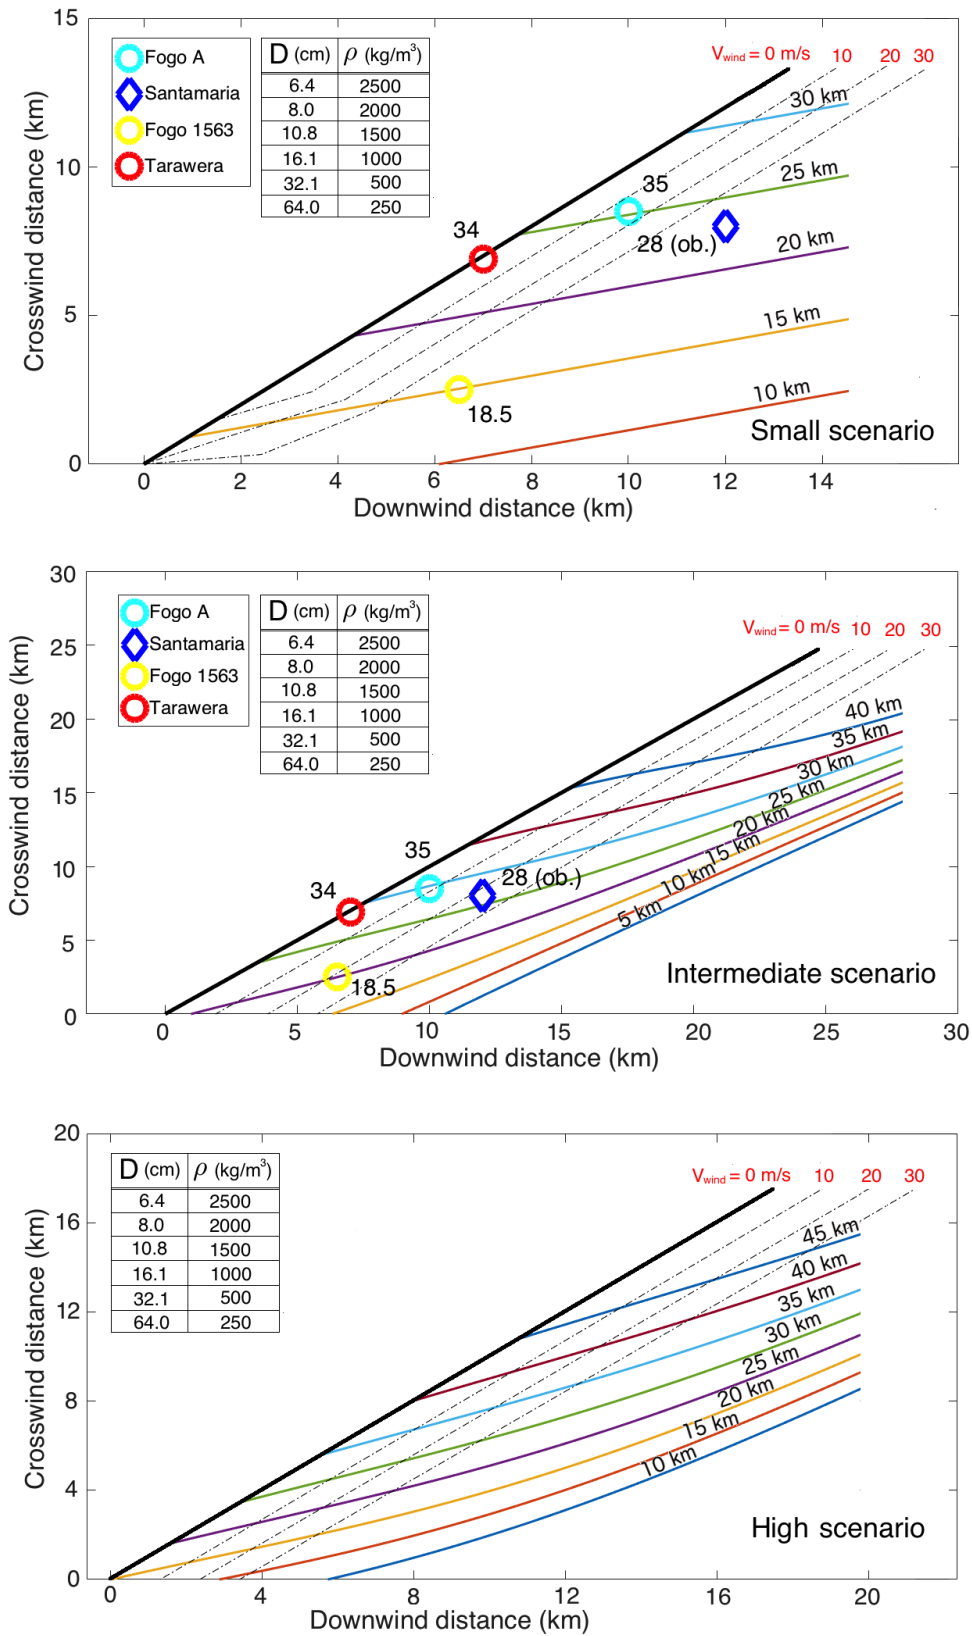 15
V_wind = 0 m/s 10 20 30
Fogo A
Santamaria
Fogo 1563
Tarawera
D (cm) ρ (kg/m³)
6.4 2500
8.0 2000
10.8 1500
16.1 1000
32.1 500
64.0 250
30 km
10
25 km
35
34
28 (ob.)
20 km
5
15 km
10 km
18.5
Small scenario
0
0 2 4 6 8 10 12 14
Downwind distance (km)
Crosswind distance (km)
30
V_wind = 0 m/s 10 20 30
Fogo A
Santamaria
Fogo 1563
Tarawera
D (cm) ρ (kg/m³)
6.4 2500
8.0 2000
10.8 1500
16.1 1000
32.1 500
64.0 250
25
40 km
20
35 km
30 km
25 km
15
20 km
15 km
35
10
10 km
28 (ob.)
34
5 km
5
18.5
Intermediate scenario
0
0 5 10 15 20 25 30
Downwind distance (km)
Crosswind distance (km)
20
V_wind = 0 m/s 10 20 30
D (cm) ρ (kg/m³)
6.4 2500
8.0 2000
10.8 1500
16.1 1000
32.1 500
64.0 250
16
45 km
40 km
35 km
12
30 km
25 km
20 km
8
15 km
10 km
4
High scenario
0
0 4 8 12 16 20
Downwind distance (km)
Crosswind distance (km)